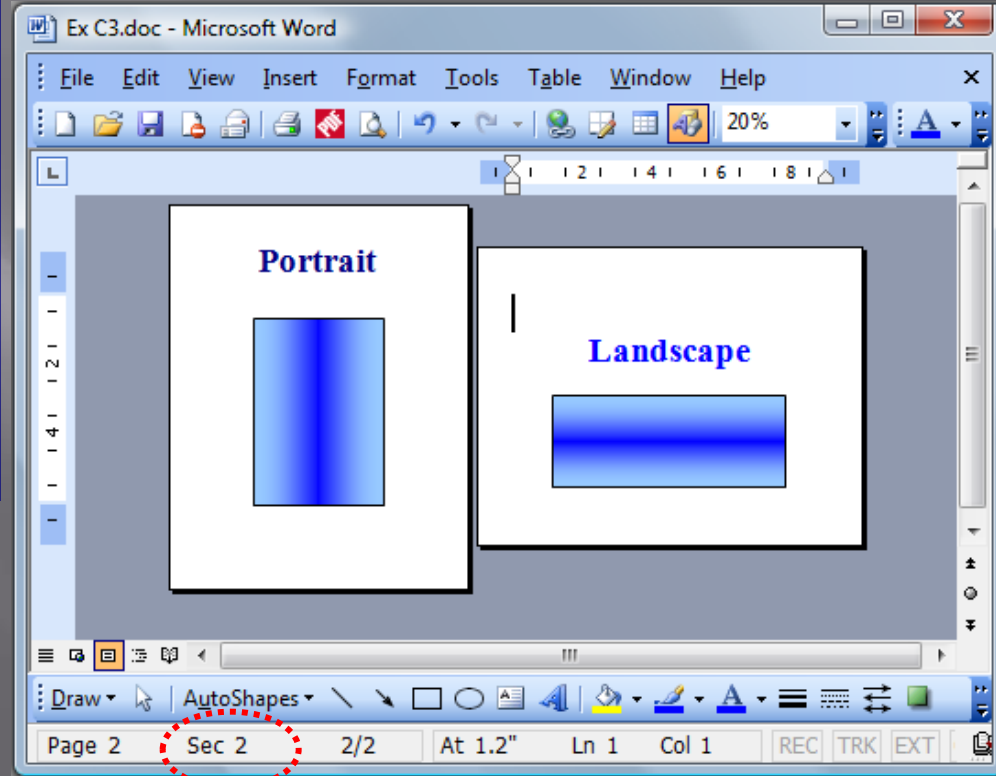 Ex C3.doc - Microsoft Word
File Edit View Insert Format Tools Table Window Help
20% A
L 2 4 6 8
2
4
Portrait
Landscape
Draw AutoShapes A A
Page 2 Sec 2 2/2 At 1.2" Ln 1 Col 1 REC TRK EXT